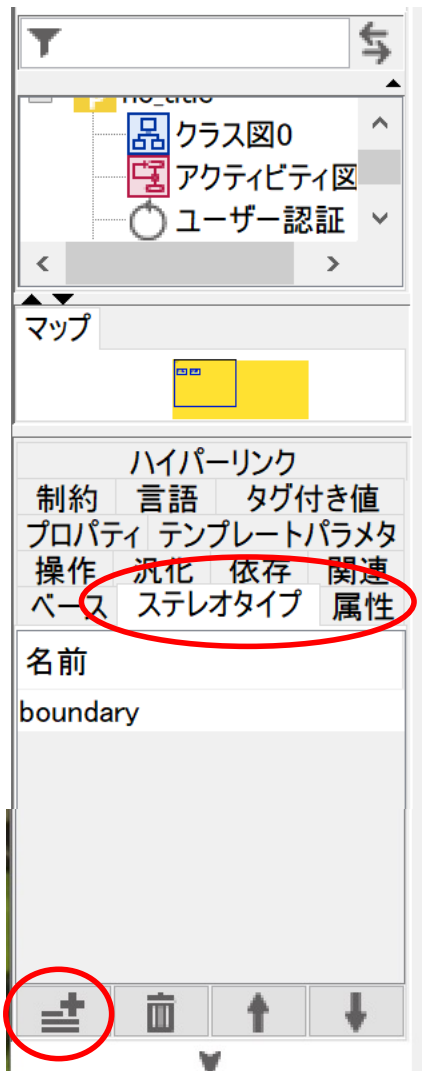 no_title
クラス図0
アクティビティ図
ユーザー認証
マップ
ハイパーリンク
制約 言語 タグ付き値
プロパティ テンプレートパラメタ
操作 汎化 依存 関連
ベース ステレオタイプ 属性
名前
boundary